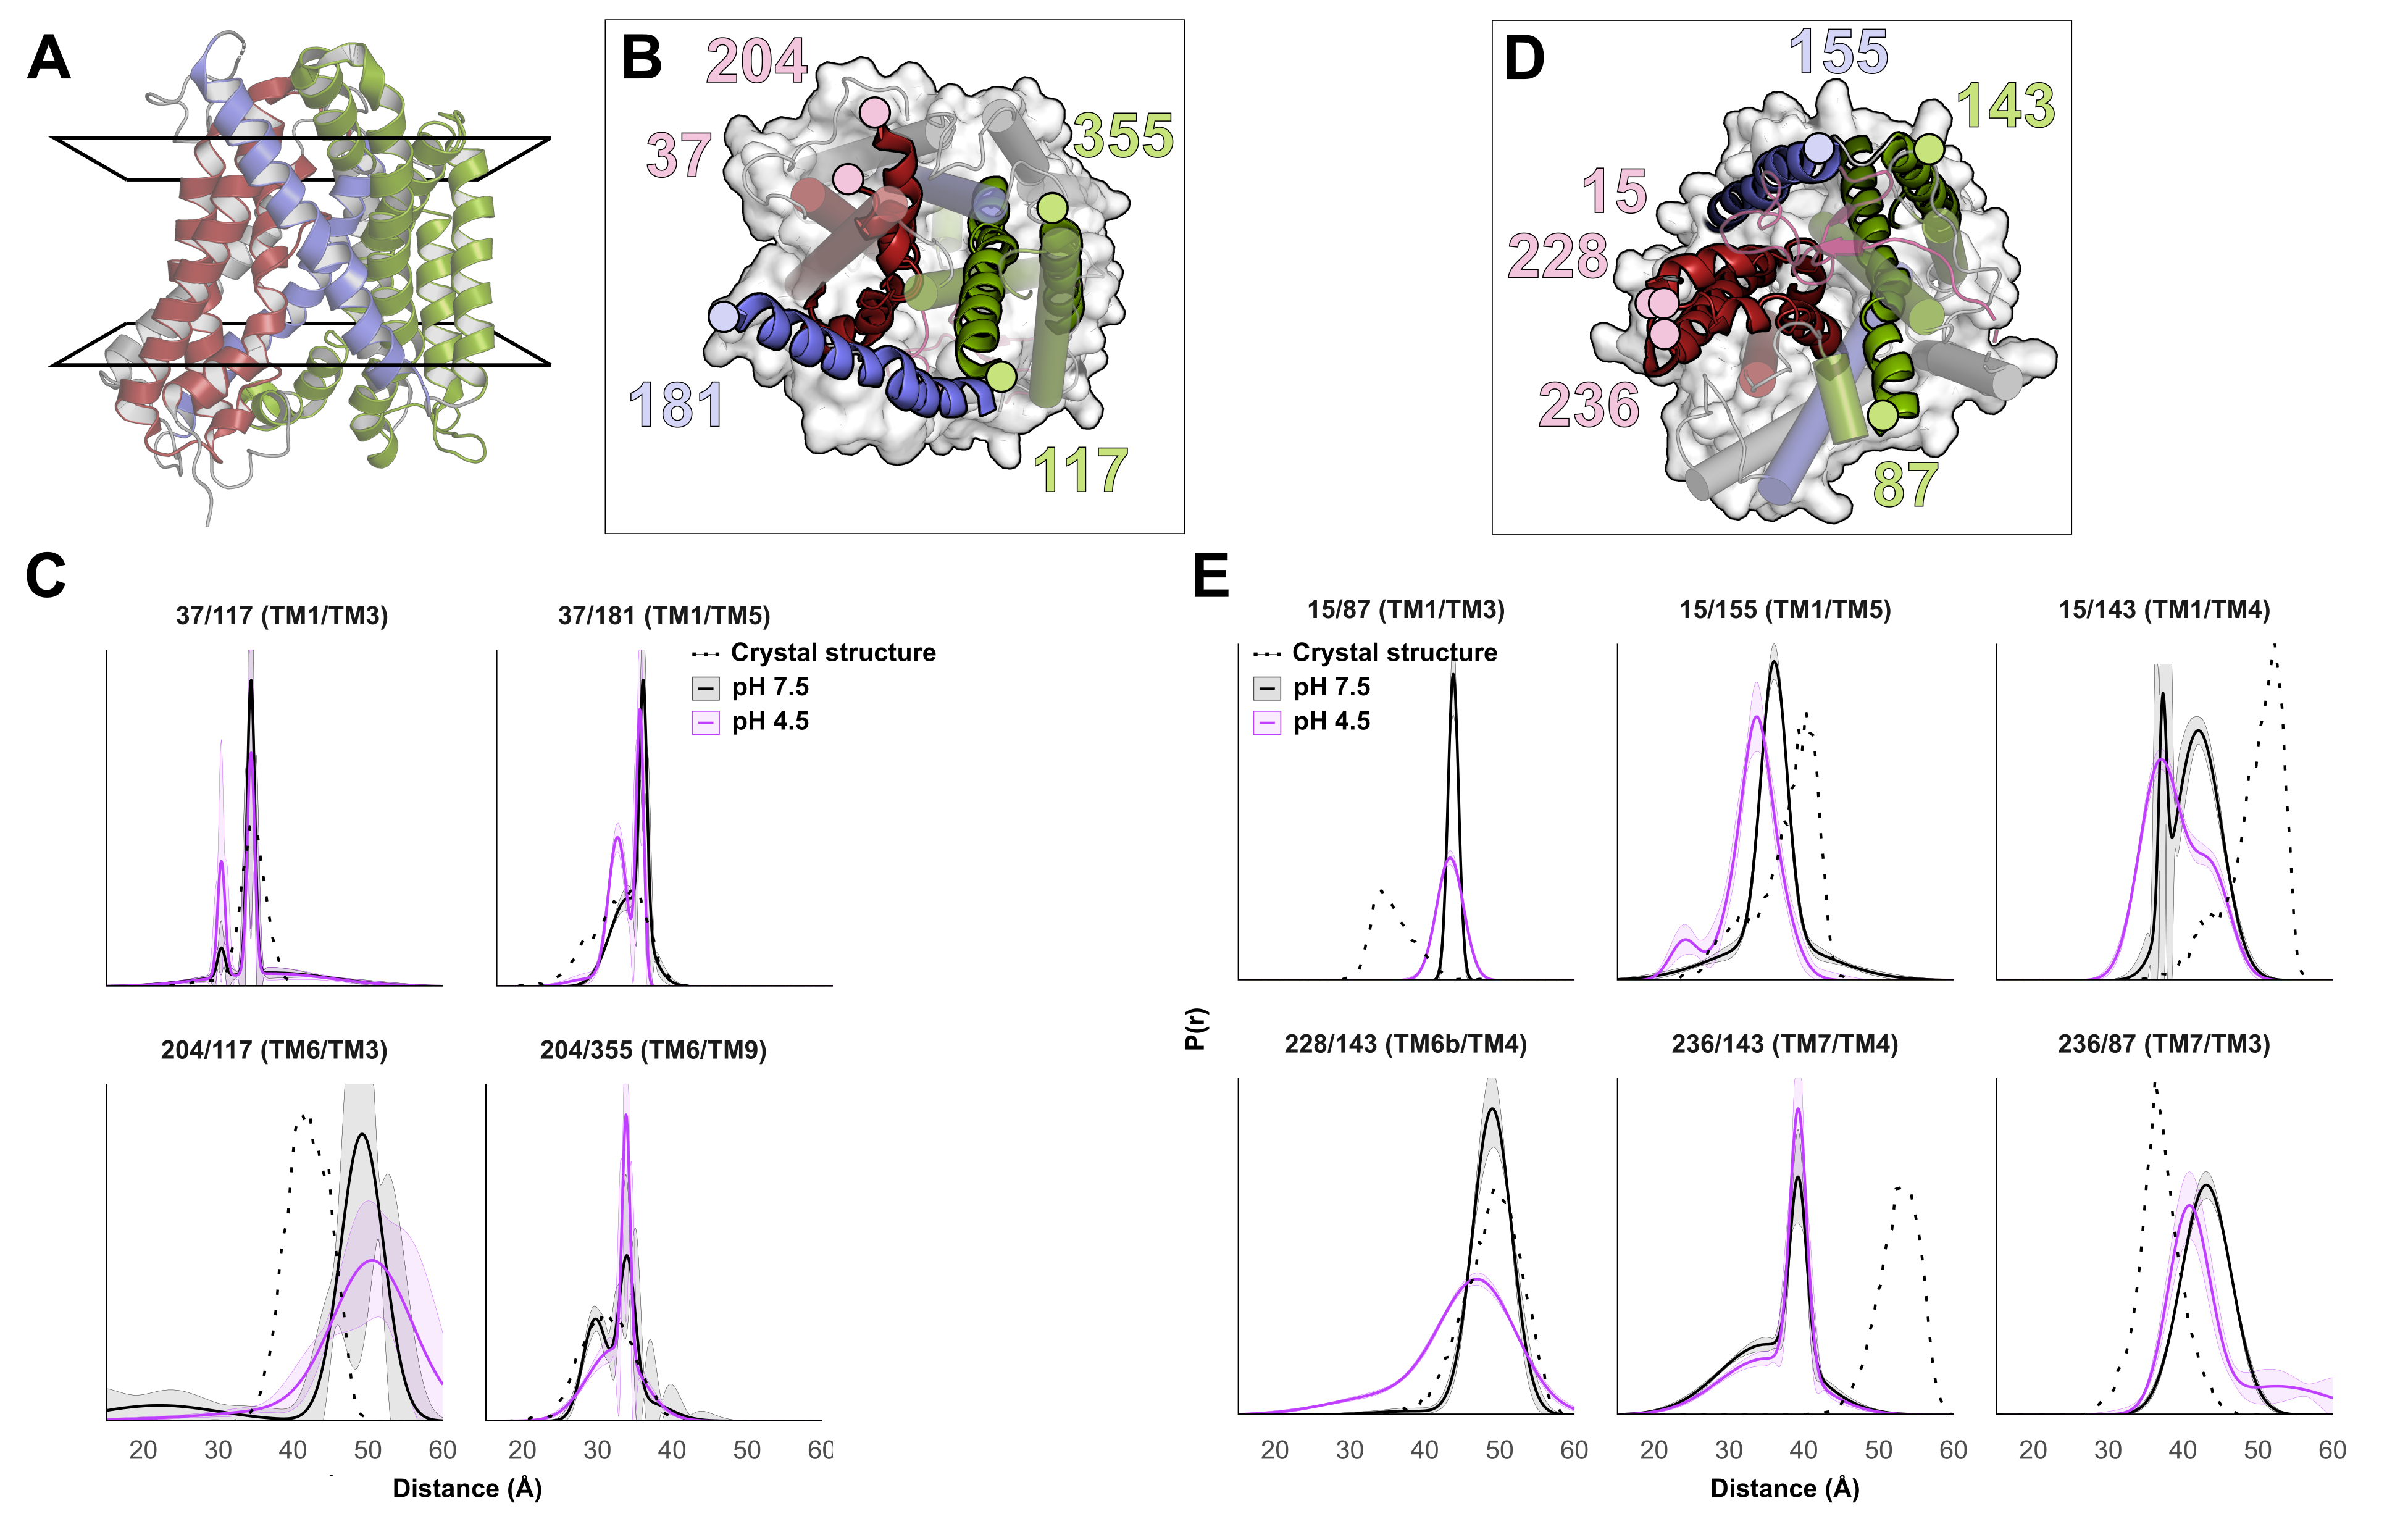 A
B
204
37
355
181
117
D
155
143
15
228
236
87
C
37/117 (TM1/TM3)
37/181 (TM1/TM5)
Crystal structure
pH 7.5
pH 4.5
204/117 (TM6/TM3)
204/355 (TM6/TM9)
20 30 40 50 60
20 30 40 50 60
Distance (Å)
E
15/87 (TM1/TM3)
15/155 (TM1/TM5)
15/143 (TM1/TM4)
Crystal structure
pH 7.5
pH 4.5
P(r)
228/143 (TM6b/TM4)
236/143 (TM7/TM4)
236/87 (TM7/TM3)
20 30 40 50 60
20 30 40 50 60
20 30 40 50 60
Distance (Å)